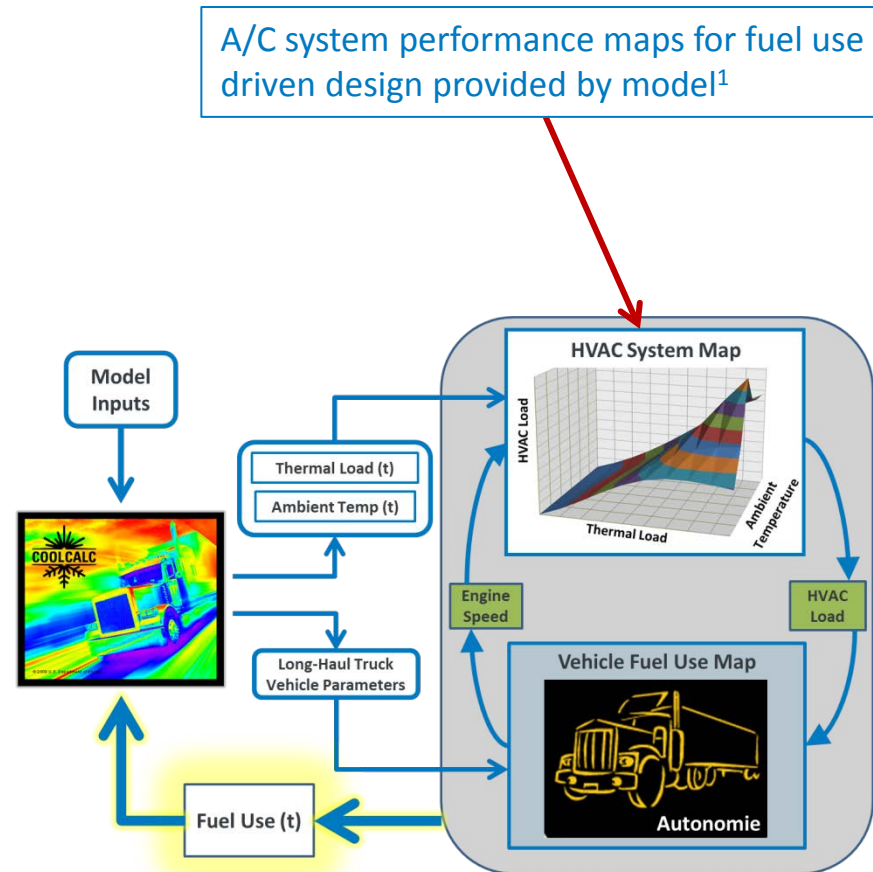 A/C system performance maps for fuel use
driven design provided by model¹
HVAC System Map
HVAC Load
Thermal Load
Ambient
Temperature
Model
Inputs
Thermal Load (t)
Ambient Temp (t)
COOLCALC
Engine
Speed
HVAC
Load
Long-Haul Truck
Vehicle Parameters
Vehicle Fuel Use Map
Autonomie
Fuel Use (t)